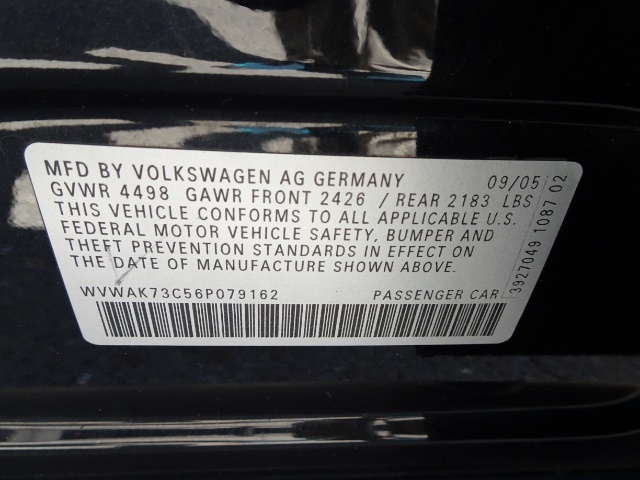 MFD BY VOLKSWAGEN AG GERMANY 09/05
GVWR 4498 GAWR FRONT 2426 / REAR 2183 LBS
THIS VEHICLE CONFORMS TO ALL APPLICABLE U.S.
FEDERAL MOTOR VEHICLE SAFETY, BUMPER AND
THEFT PREVENTION STANDARDS IN EFFECT ON
THE DATE OF MANUFACTURE SHOWN ABOVE.
WVWAK73C56P079162 PASSENGER CAR
3927049 1087 02